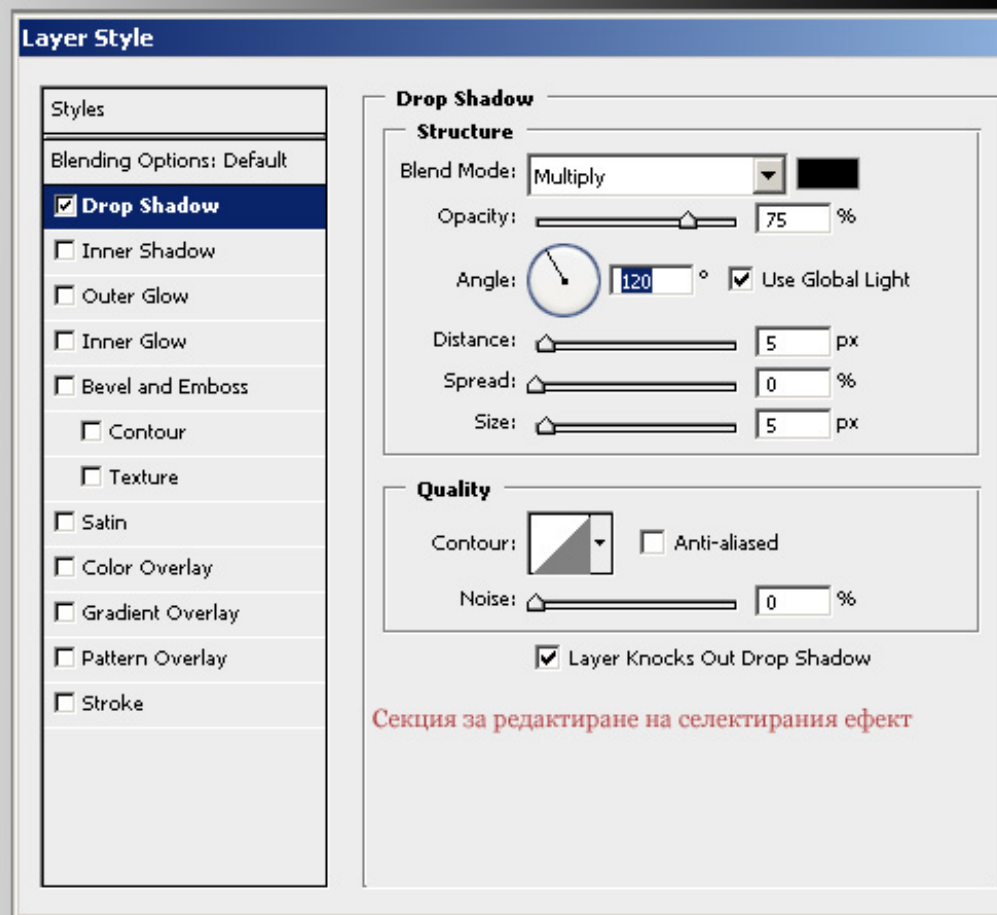 Layer Style
Styles
Blending Options: Default
Drop Shadow
Inner Shadow
Outer Glow
Inner Glow
Bevel and Emboss
Contour
Texture
Satin
Color Overlay
Gradient Overlay
Pattern Overlay
Stroke
Drop Shadow
Structure
Blend Mode: Multiply
Opacity: 75 %
Angle: 120 ° Use Global Light
Distance: 5 px
Spread: 0 %
Size: 5 px
Quality
Contour: Anti-aliased
Noise: 0 %
Layer Knocks Out Drop Shadow
Секция за редактиране на селектирания ефект